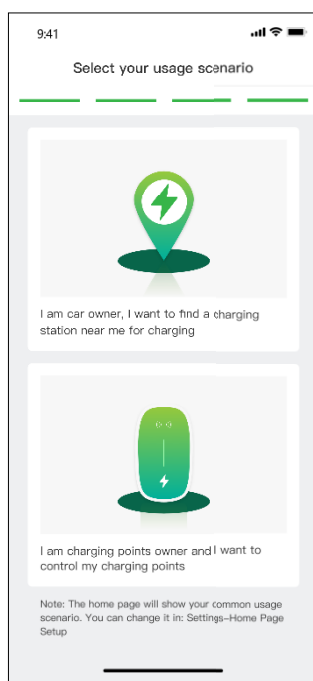 9:41
Select your usage scenario
I am car owner, I want to find a charging
station near me for charging
I am charging points owner and I want to
control my charging points
Note: The home page will show your common usage
scenario. You can change it in: Settings-Home Page
Setup